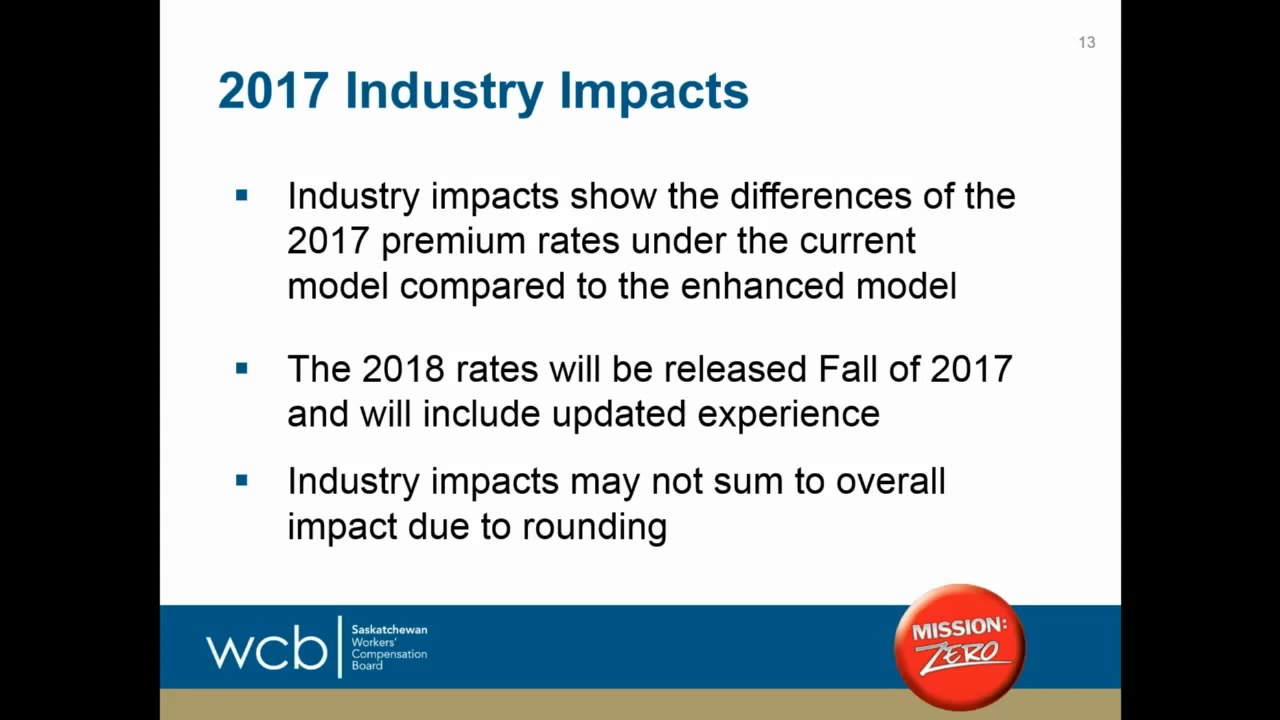 13
2017 Industry Impacts
Industry impacts show the differences of the
2017 premium rates under the current
model compared to the enhanced model
The 2018 rates will be released Fall of 2017
and will include updated experience
Industry impacts may not sum to overall
impact due to rounding
wcb
Saskatchewan
Workers'
Compensation
Board
MISSION:
ZERO